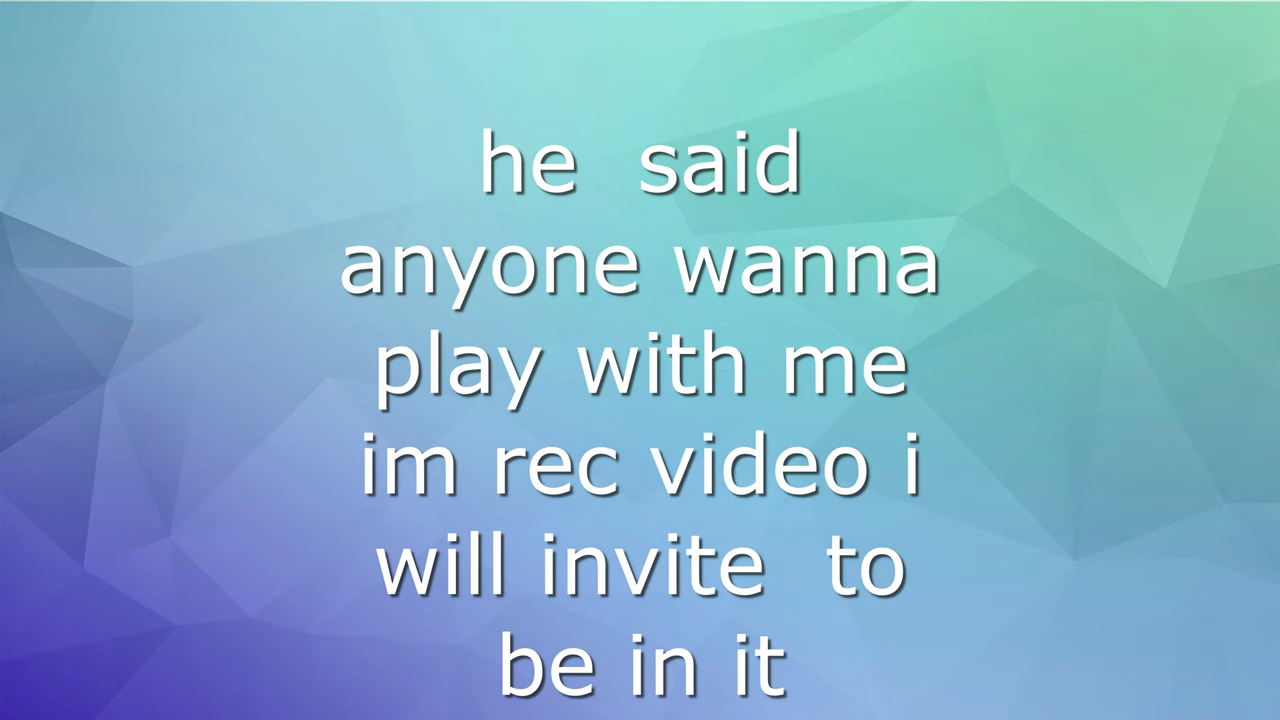 he  said
anyone wanna
play with me
im rec video i
will invite  to
be in it